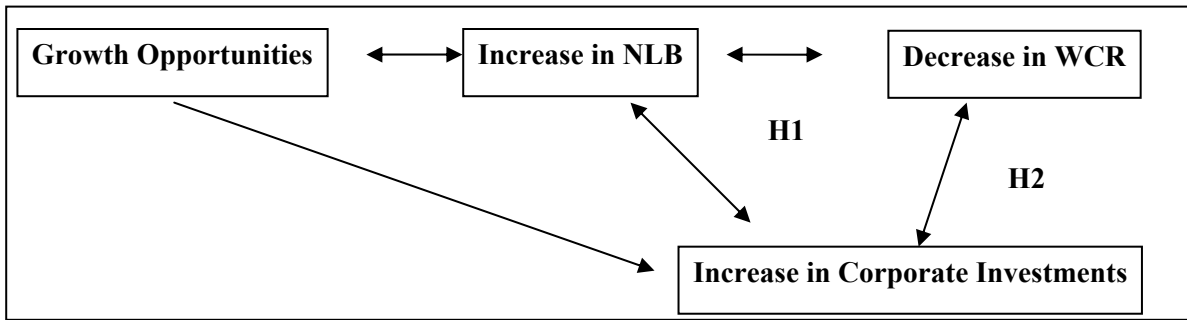 Growth Opportunities
Increase in NLB
Decrease in WCR
H1
H2
Increase in Corporate Investments